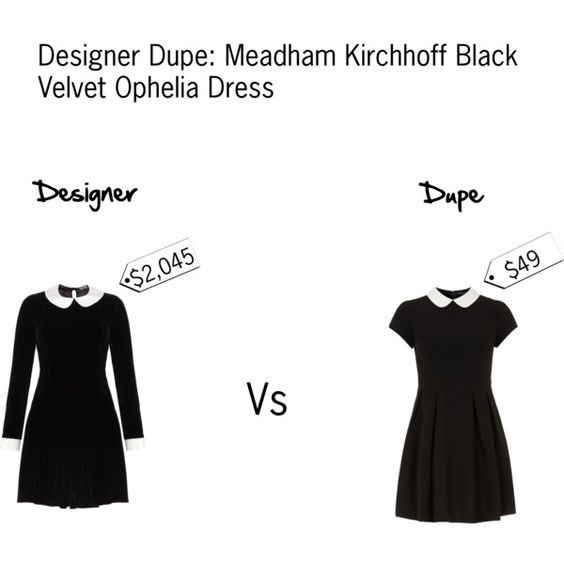 Designer Dupe: Meadham Kirchhoff Black
Velvet Ophelia Dress
Designer
Dupe
$2,045
$49
Vs